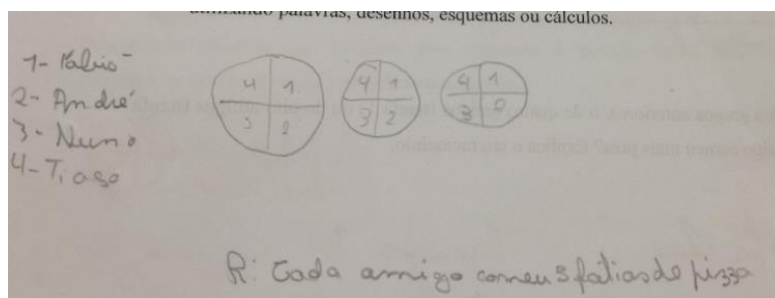 utilizando palavras, desenhos, esquemas ou cálculos.
1- Fábio
2- André
3- Nuno
4- Tiago
4 1
3 2
4 1
3 2
4 1
3 2
R: Cada amigo comeu 3 fatias de pizza